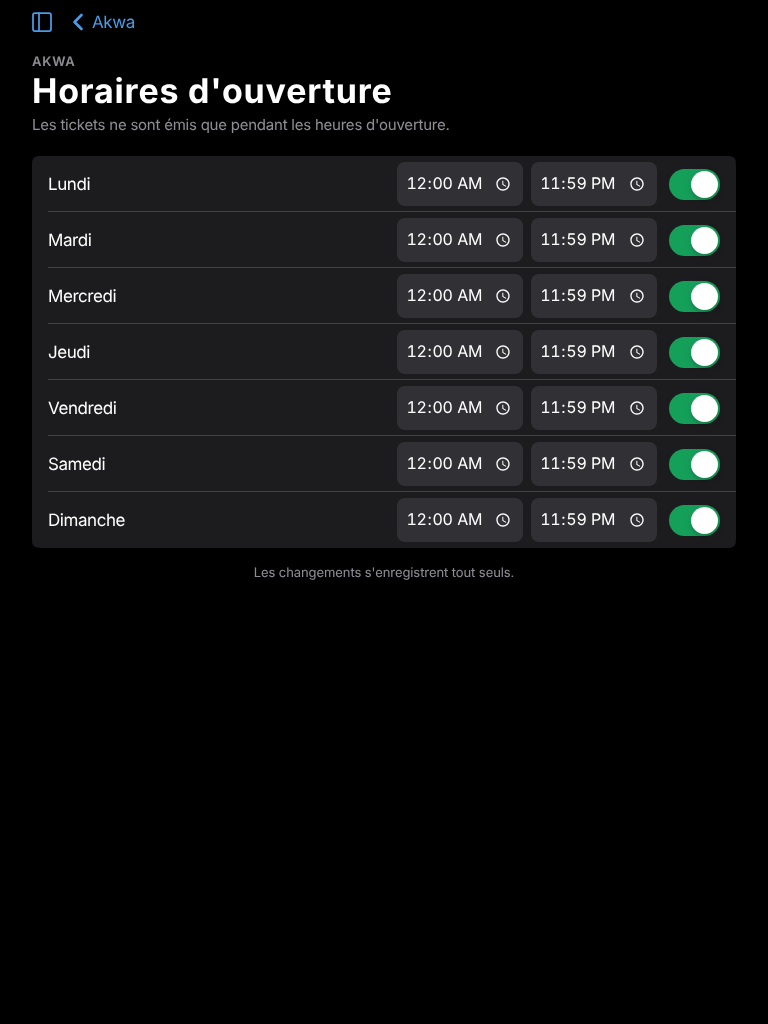 Akwa
AKWA
Horaires d'ouverture
Les tickets ne sont émis que pendant les heures d'ouverture.
Lundi 12:00 AM 11:59 PM
Mardi 12:00 AM 11:59 PM
Mercredi 12:00 AM 11:59 PM
Jeudi 12:00 AM 11:59 PM
Vendredi 12:00 AM 11:59 PM
Samedi 12:00 AM 11:59 PM
Dimanche 12:00 AM 11:59 PM
Les changements s'enregistrent tout seuls.